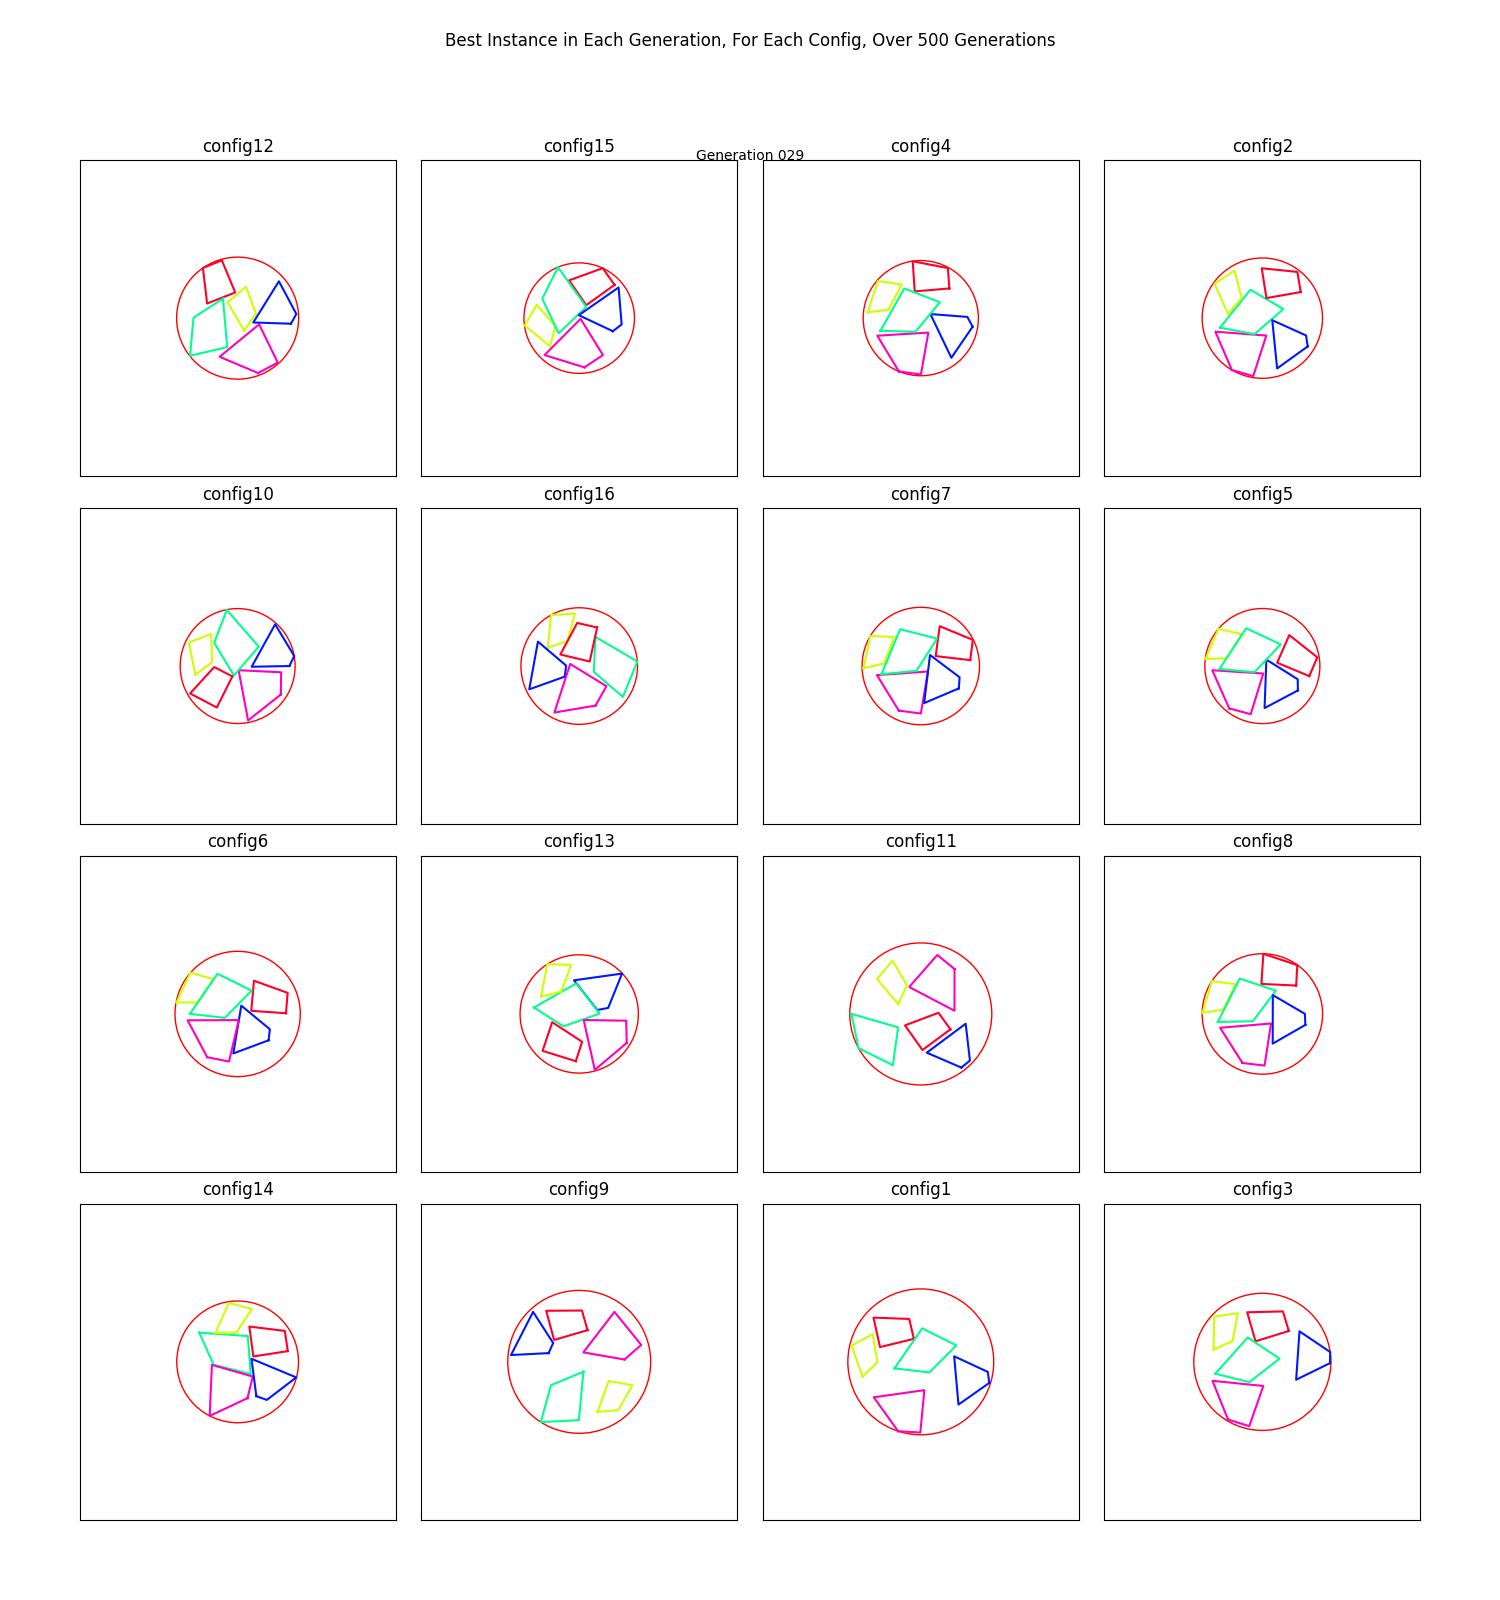 Best Instance in Each Generation, For Each Config, Over 500 Generations
Generation 029
config12
config15
config4
config2
config10
config16
config7
config5
config6
config13
config11
config8
config14
config9
config1
config3